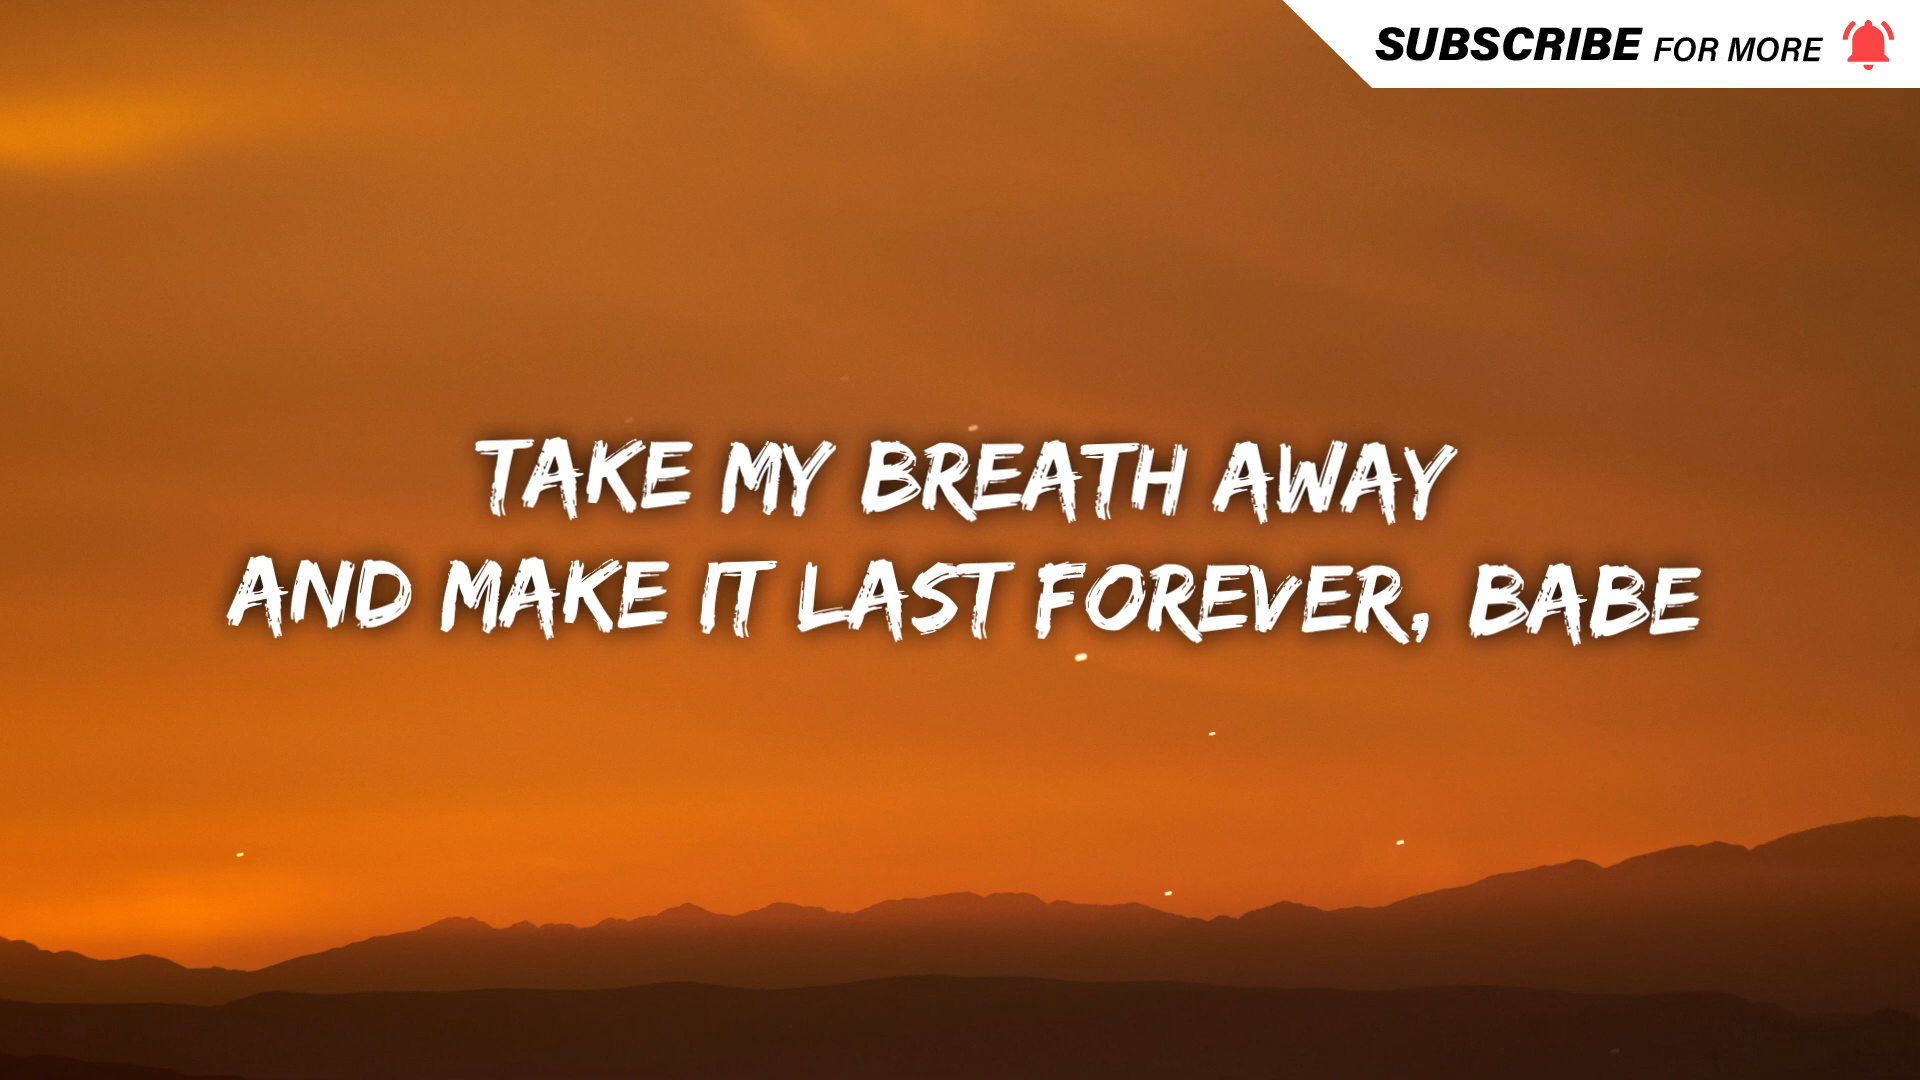 SUBSCRIBE FOR MORE
TAKE MY BREATH AWAY
AND MAKE IT LAST FOREVER, BABE